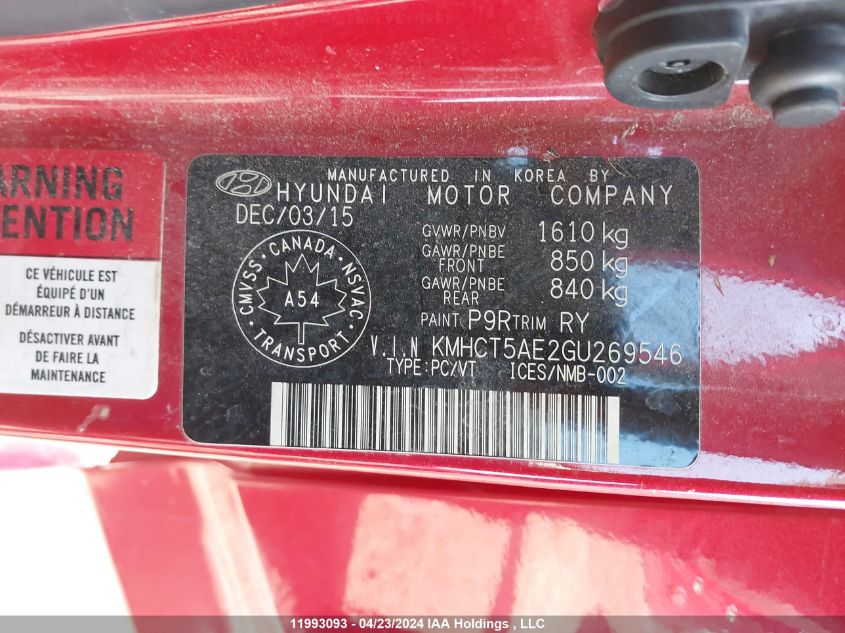 ARNING
ENTION
CE VÉHICULE EST
ÉQUIPÉ D'UN
DÉMARREUR À DISTANCE
DÉSACTIVER AVANT
DE FAIRE LA
MAINTENANCE
MANUFACTURED IN KOREA BY
HYUNDAI MOTOR COMPANY
DEC/03/15
GVWR/PNBV 1610 kg
GAWR/PNBE FRONT 850 kg
GAWR/PNBE REAR 840 kg
CANADA
CMVSS · NSVAC
A54
TRANSPORT
PAINT P9R TRIM RY
V.I.N KMHCT5AE2GU269546
TYPE:PC/VT ICES/NMB-002
11993093 - 04/23/2024 IAA Holdings , LLC